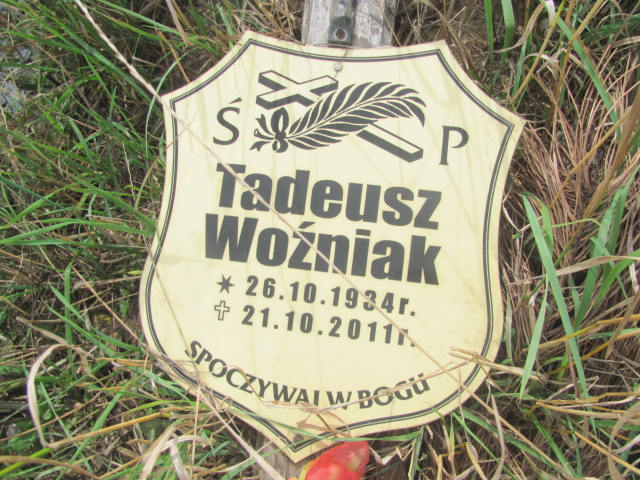 Ś P
Tadeusz
Woźniak
✶ 26.10.1934r.
✝ 21.10.2011r.
SPOCZYWAJ W BOGU